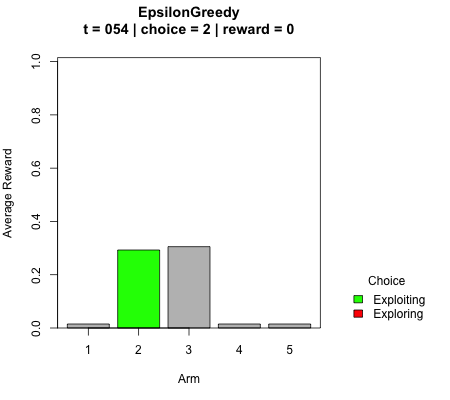 EpsilonGreedy
t = 054 | choice = 2 | reward = 0
1.0
0.8
0.6
0.4
0.2
0.0
Average Reward
1 2 3 4 5
Arm
Choice
Exploiting
Exploring